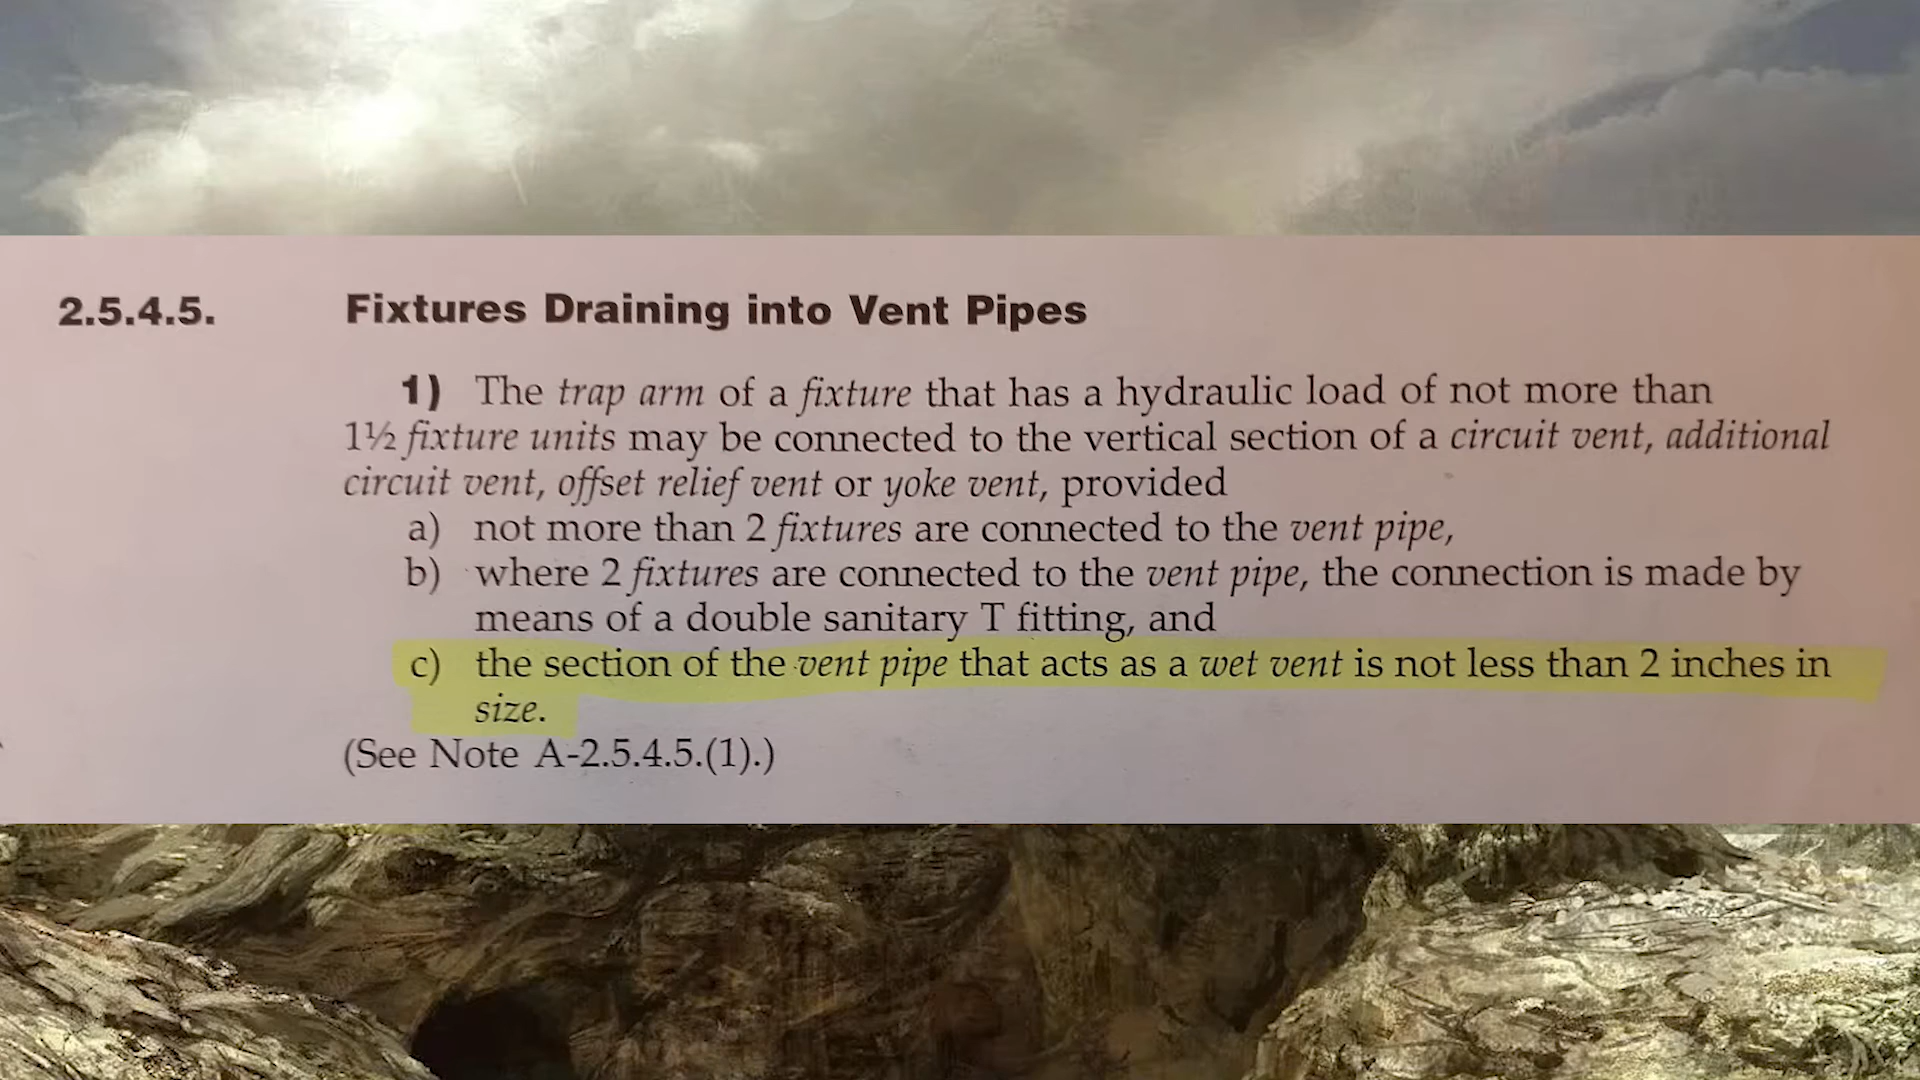 2.5.4.5. Fixtures Draining into Vent Pipes
1) The trap arm of a fixture that has a hydraulic load of not more than
1½ fixture units may be connected to the vertical section of a circuit vent, additional
circuit vent, offset relief vent or yoke vent, provided
a) not more than 2 fixtures are connected to the vent pipe,
b) where 2 fixtures are connected to the vent pipe, the connection is made by
means of a double sanitary T fitting, and
c) the section of the vent pipe that acts as a wet vent is not less than 2 inches in
size.
(See Note A-2.5.4.5.(1).)